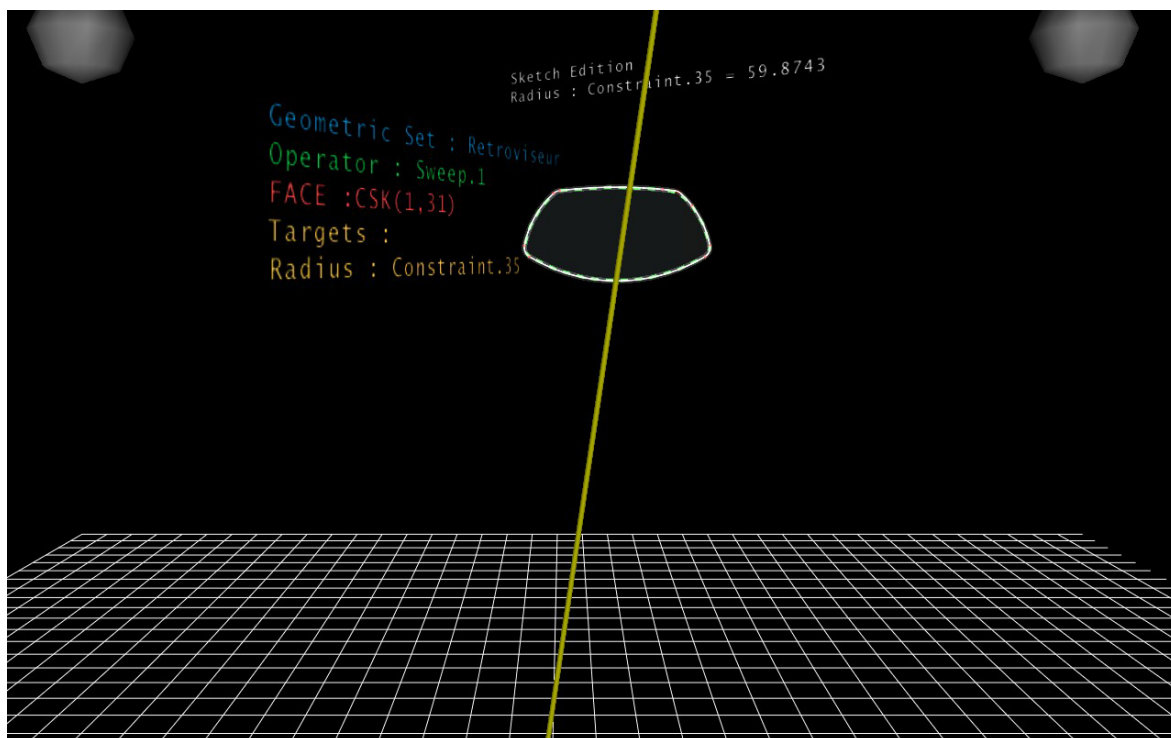 Sketch Edition
Radius : Constraint.35 = 59.8743
Geometric Set : Retroviseur
Operator : Sweep.1
FACE :CSK(1,31)
Targets :
Radius : Constraint.35